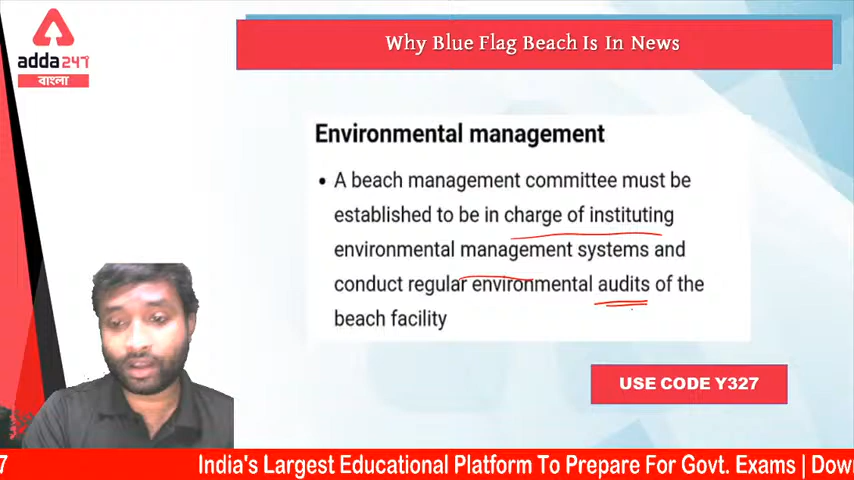 adda247
বাংলা
Why Blue Flag Beach Is In News
Environmental management
• A beach management committee must be
established to be in charge of instituting
environmental management systems and
conduct regular environmental audits of the
beach facility
USE CODE Y327
7 India's Largest Educational Platform To Prepare For Govt. Exams | Dow